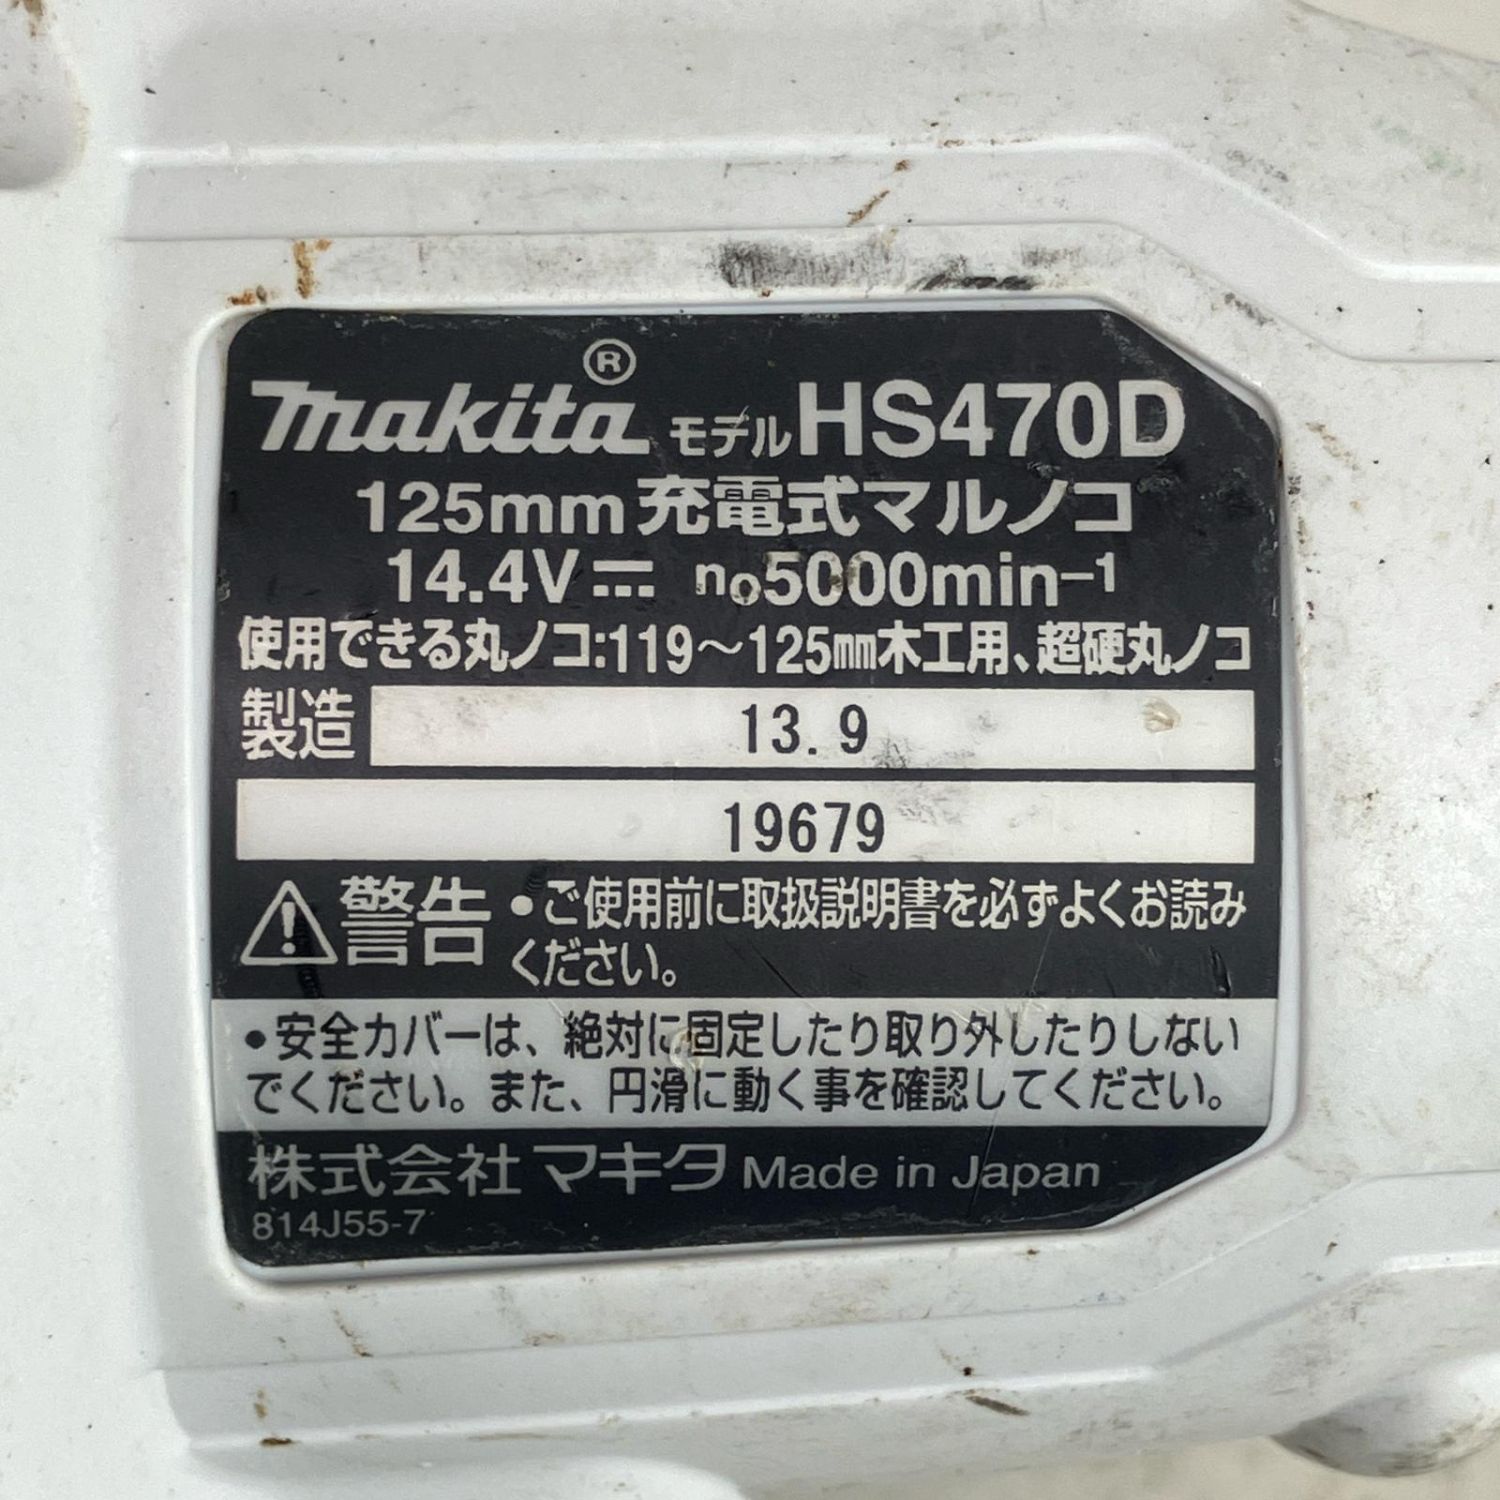 makita® モデル HS470D
125mm 充電式マルノコ
14.4V⎓ no5000min-1
使用できる丸ノコ:119～125mm木工用、超硬丸ノコ
製造 13.9
19679
⚠警告 •ご使用前に取扱説明書を必ずよくお読み
ください。
•安全カバーは、絶対に固定したり取り外したりしない
でください。また、円滑に動く事を確認してください。
株式会社マキタ Made in Japan
814J55-7